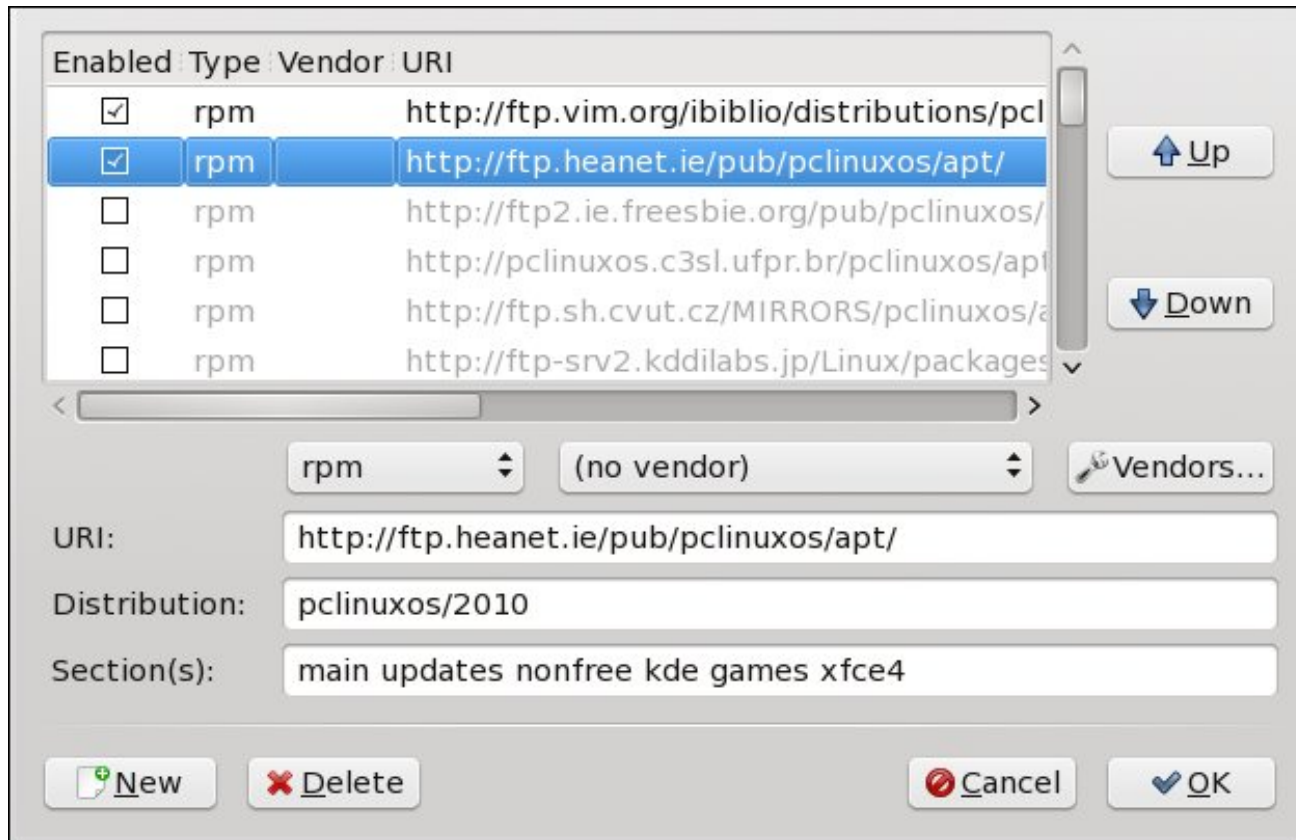 Enabled Type Vendor URI
rpm http://ftp.vim.org/ibiblio/distributions/pcl
rpm http://ftp.heanet.ie/pub/pclinuxos/apt/
rpm http://ftp2.ie.freesbie.org/pub/pclinuxos/
rpm http://pclinuxos.c3sl.ufpr.br/pclinuxos/apt
rpm http://ftp.sh.cvut.cz/MIRRORS/pclinuxos/a
rpm http://ftp-srv2.kddilabs.jp/Linux/packages
Up
Down
rpm (no vendor) Vendors...
URI: http://ftp.heanet.ie/pub/pclinuxos/apt/
Distribution: pclinuxos/2010
Section(s): main updates nonfree kde games xfce4
New Delete Cancel OK